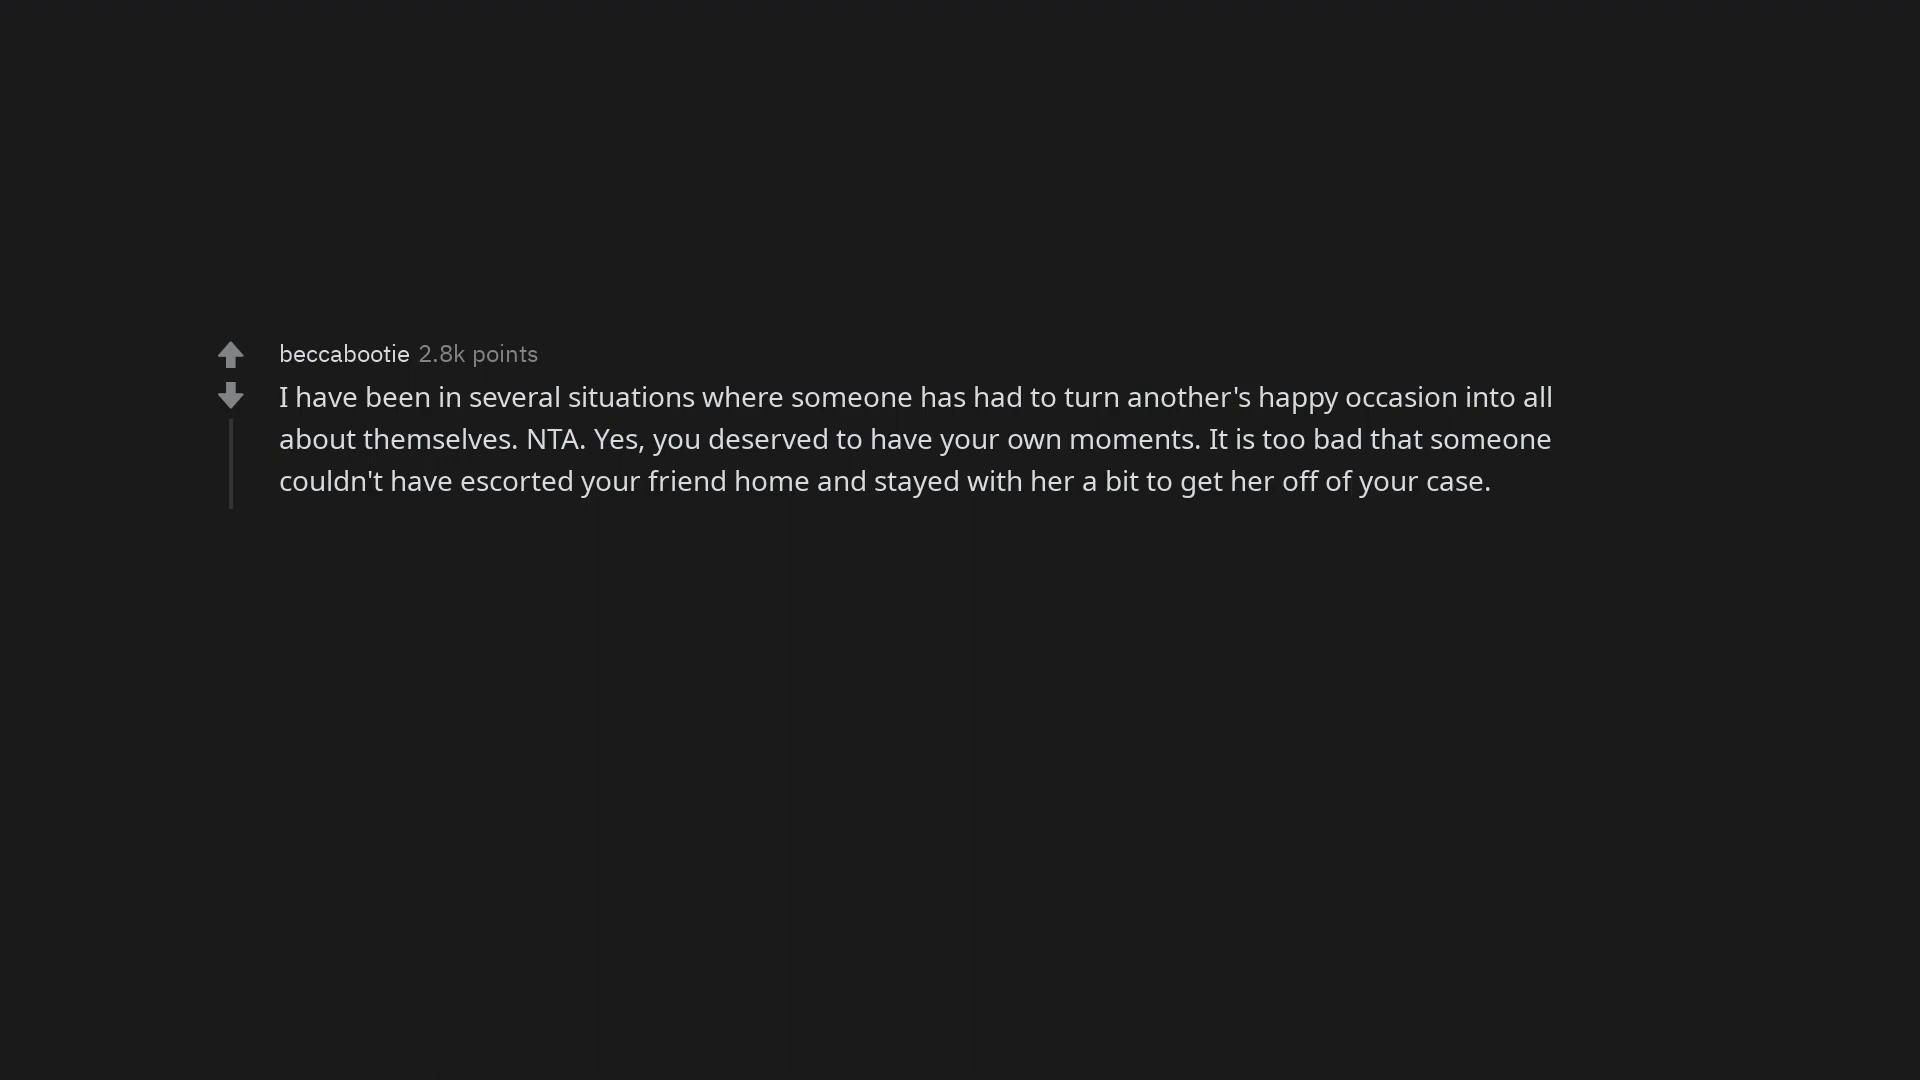 beccabootie 2.8k points
I have been in several situations where someone has had to turn another's happy occasion into all
about themselves. NTA. Yes, you deserved to have your own moments. It is too bad that someone
couldn't have escorted your friend home and stayed with her a bit to get her off of your case.